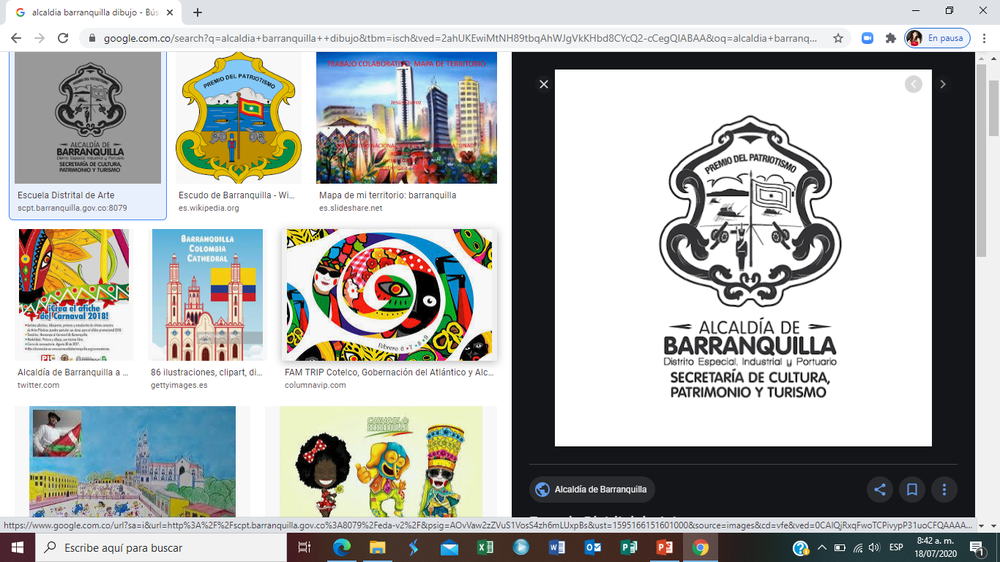 alcaldia barranquilla dibujo - Bús
google.com.co/search?q=alcaldia+barranquilla++dibujo&tbm=isch&ved=2ahUKEwiMtNH89tbqAhWJgVkKHbd8CYcQ2-cCegQIABAA&oq=alcaldia+barranq...
En pausa
PREMIO DEL PATRIOTISMO
ALCALDÍA DE
BARRANQUILLA
Distrito Especial, Industrial y Portuario
SECRETARÍA DE CULTURA,
PATRIMONIO Y TURISMO
Escuela Distrital de Arte
scpt.barranquilla.gov.co:8079
PREMIO DEL PATRIOTISMO
Escudo de Barranquilla - Wi...
es.wikipedia.org
TRABAJO COLABORATIVO: MAPA DE TERRITORIO
Jesús Quiroz
Mapa de mi territorio: barranquilla
es.slideshare.net
¡Crea el afiche
del Carnaval 2018!
Alcaldía de Barranquilla a ...
twitter.com
BARRANQUILLA
COLOMBIA
CATHEDRAL
86 ilustraciones, clipart, di...
gettyimages.es
Febrero 6 · 7 · 8 · 9
FAM TRIP Cotelco, Gobernación del Atlántico y Alc...
columnavip.com
CARNAVAL de
BARRANQUILLA
PREMIO DEL PATRIOTISMO
ALCALDÍA DE
BARRANQUILLA
Distrito Especial, Industrial y Portuario
SECRETARÍA DE CULTURA,
PATRIMONIO Y TURISMO
Alcaldía de Barranquilla
https://www.google.com.co/url?sa=i&url=http%3A%2F%2Fscpt.barranquilla.gov.co%3A8079%2Feda-v2%2F&psig=AOvVaw2zZVuS1VosS4zh6mLUxpBs&ust=1595166151601000&source=images&cd=vfe&ved=0CAIQjRxqFwoTCPivypP31uoCFQAAAA...
Escribe aquí para buscar
ESP
8:42 a. m.
18/07/2020
1